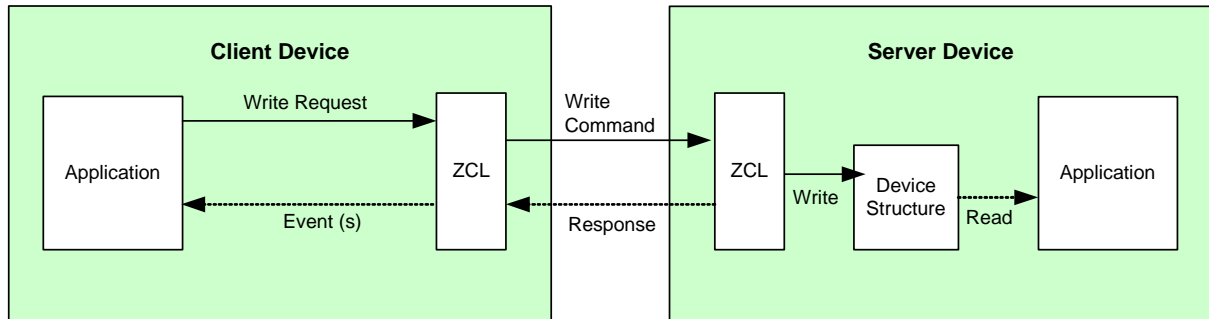 Client Device
Server Device
Write Request
Write
Command
Application
ZCL
ZCL
Device
Structure
Application
Write
Read
Event (s)
Response